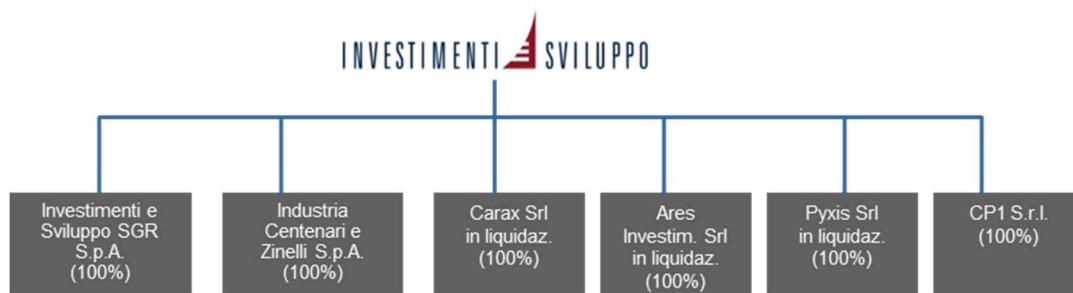 INVESTIMENTI SVILUPPO
Investimenti e
Sviluppo SGR
S.p.A.
(100%)
Industria
Centenari e
Zinelli S.p.A.
(100%)
Carax Srl
in liquidaz.
(100%)
Ares
Investim. Srl
in liquidaz.
(100%)
Pyxis Srl
in liquidaz.
(100%)
CP1 S.r.l.
(100%)